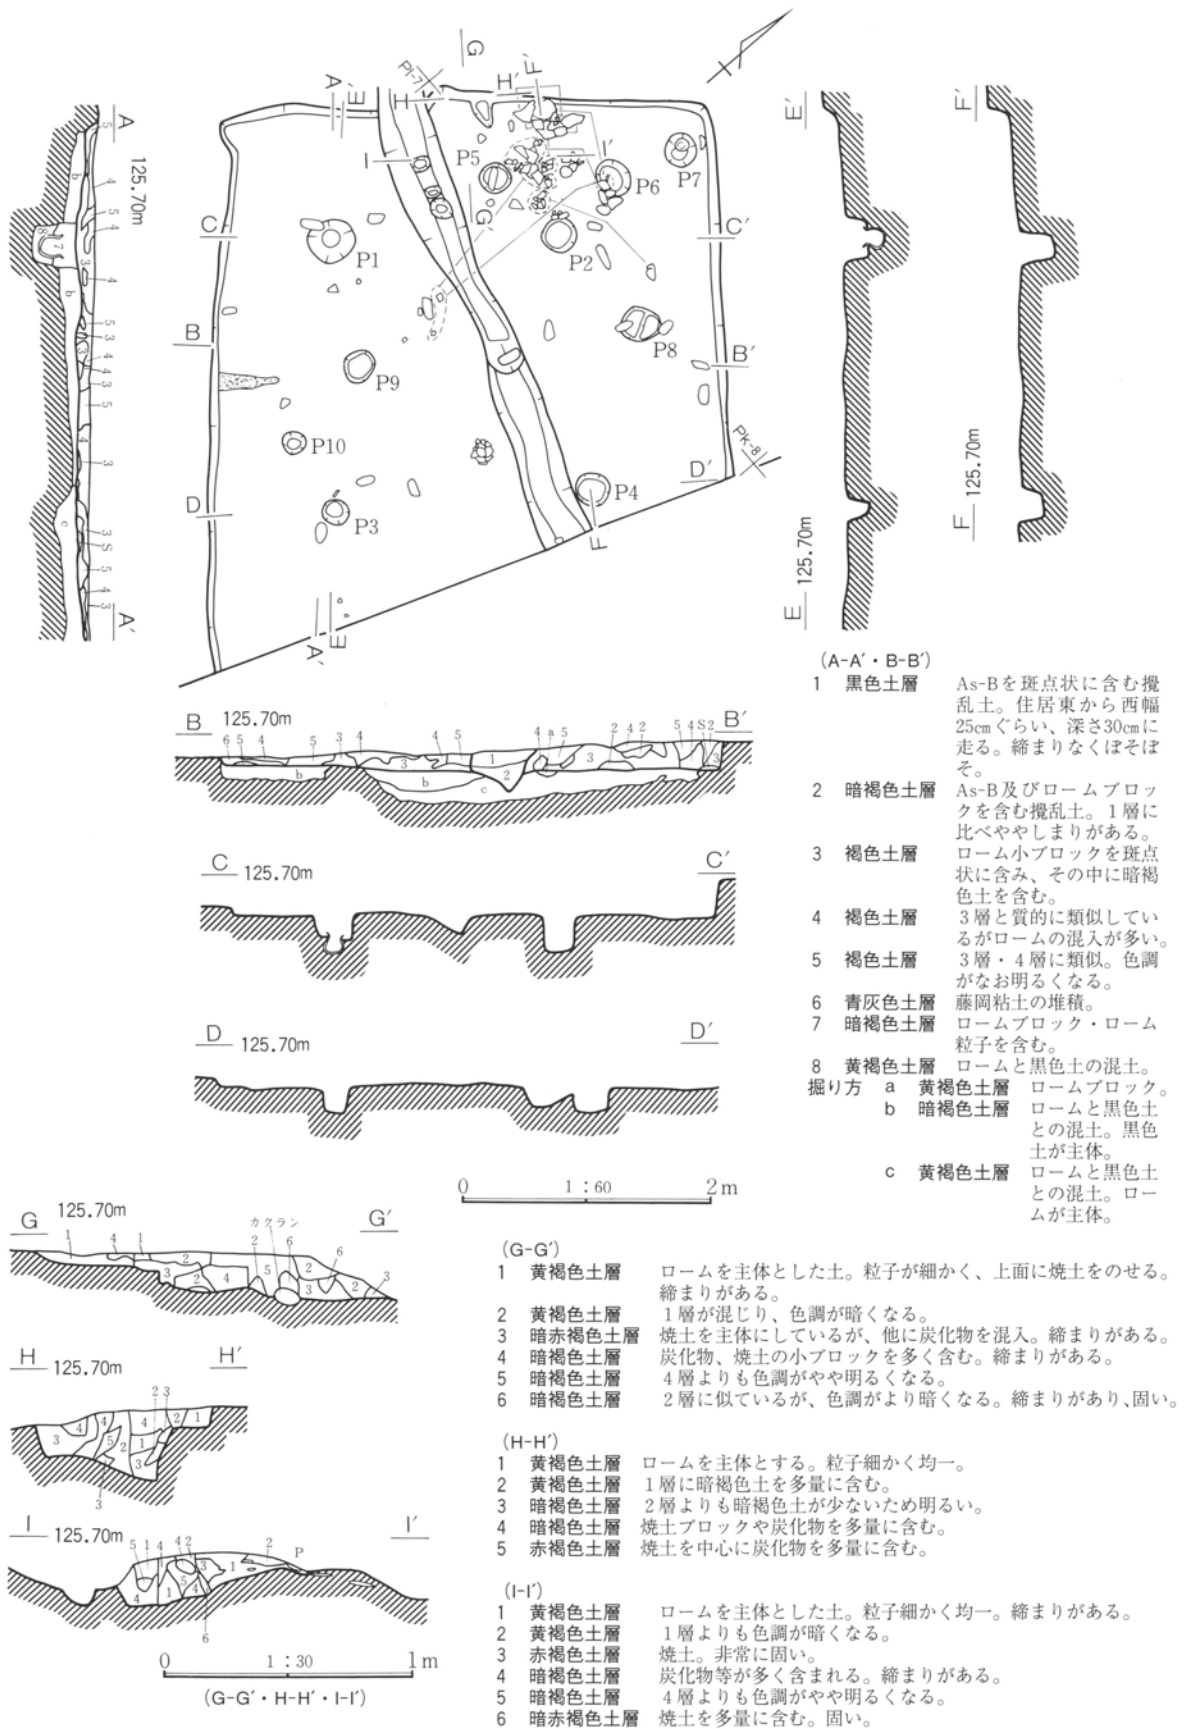 G
Pl-7
A
E′
H
H′
F′
I
I′
P5
G′
P6
P7
C
C′
P1
P2
B
B′
P8
P9
P10
Pk-8
D
D′
P3
P4
F
A′
E
A
125.70m
A′
E′
E 125.70m
F′
F 125.70m
B 125.70m B′
C 125.70m C′
D 125.70m D′
0 1:60 2m
(A-A′・B-B′)
1 黒色土層 As-Bを斑点状に含む攪
乱土。住居東から西幅
25cmぐらい、深さ30cmに
走る。締まりなくぼそぼ
そ。
2 暗褐色土層 As-B及びロームブロッ
クを含む攪乱土。1層に
比べややしまりがある。
3 褐色土層 ローム小ブロックを斑点
状に含み、その中に暗褐
色土を含む。
4 褐色土層 3層と質的に類似してい
るがロームの混入が多い。
5 褐色土層 3層・4層に類似。色調
がなお明るくなる。
6 青灰色土層 藤岡粘土の堆積。
7 暗褐色土層 ロームブロック・ローム
粒子を含む。
8 黄褐色土層 ロームと黒色土の混土。
掘り方 a 黄褐色土層 ロームブロック。
b 暗褐色土層 ロームと黒色土
との混土。黒色
土が主体。
c 黄褐色土層 ロームと黒色土
との混土。ロー
ムが主体。
G 125.70m G′
カクラン
H 125.70m H′
I 125.70m I′
P
0 1:30 1m
(G-G′・H-H′・I-I′)
(G-G′)
1 黄褐色土層 ロームを主体とした土。粒子が細かく、上面に焼土をのせる。
締まりがある。
2 黄褐色土層 1層が混じり、色調が暗くなる。
3 暗赤褐色土層 焼土を主体にしているが、他に炭化物を混入。締まりがある。
4 暗褐色土層 炭化物、焼土の小ブロックを多く含む。締まりがある。
5 暗褐色土層 4層よりも色調がやや明るくなる。
6 暗褐色土層 2層に似ているが、色調がより暗くなる。締まりがあり、固い。
(H-H′)
1 黄褐色土層 ロームを主体とする。粒子細かく均一。
2 黄褐色土層 1層に暗褐色土を多量に含む。
3 暗褐色土層 2層よりも暗褐色土が少ないため明るい。
4 暗褐色土層 焼土ブロックや炭化物を多量に含む。
5 赤褐色土層 焼土を中心に炭化物を多量に含む。
(I-I′)
1 黄褐色土層 ロームを主体とした土。粒子細かく均一。締まりがある。
2 黄褐色土層 1層よりも色調が暗くなる。
3 赤褐色土層 焼土。非常に固い。
4 暗褐色土層 炭化物等が多く含まれる。締まりがある。
5 暗褐色土層 4層よりも色調がやや明るくなる。
6 暗赤褐色土層 焼土を多量に含む。固い。